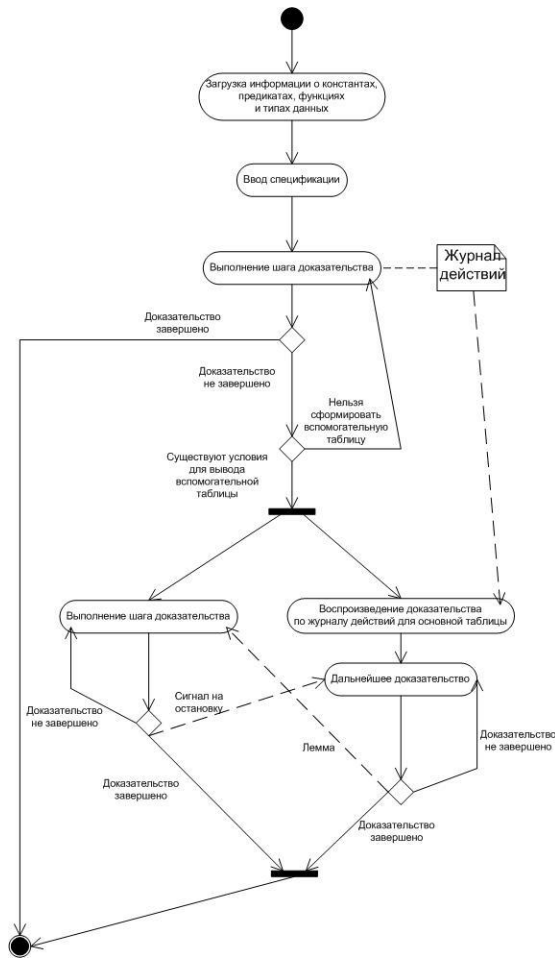 Загрузка информации о константах,
предикатах, функциях
и типах данных
Ввод спецификации
Выполнение шага доказательства
Журнал
действий
Доказательство
завершено
Доказательство
не завершено
Нельзя
сформировать
вспомогательную
таблицу
Существуют условия
для вывода
вспомогательной
таблицы
Выполнение шага доказательства
Воспроизведение доказательства
по журналу действий для основной таблицы
Дальнейшее доказательство
Сигнал на
остановку
Доказательство
не завершено
Лемма
Доказательство
не завершено
Доказательство
завершено
Доказательство
завершено